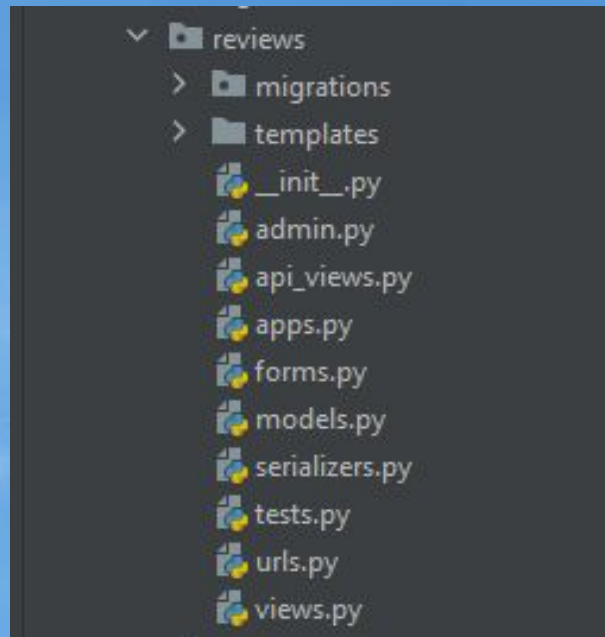 reviews
migrations
templates
__init__.py
admin.py
api_views.py
apps.py
forms.py
models.py
serializers.py
tests.py
urls.py
views.py